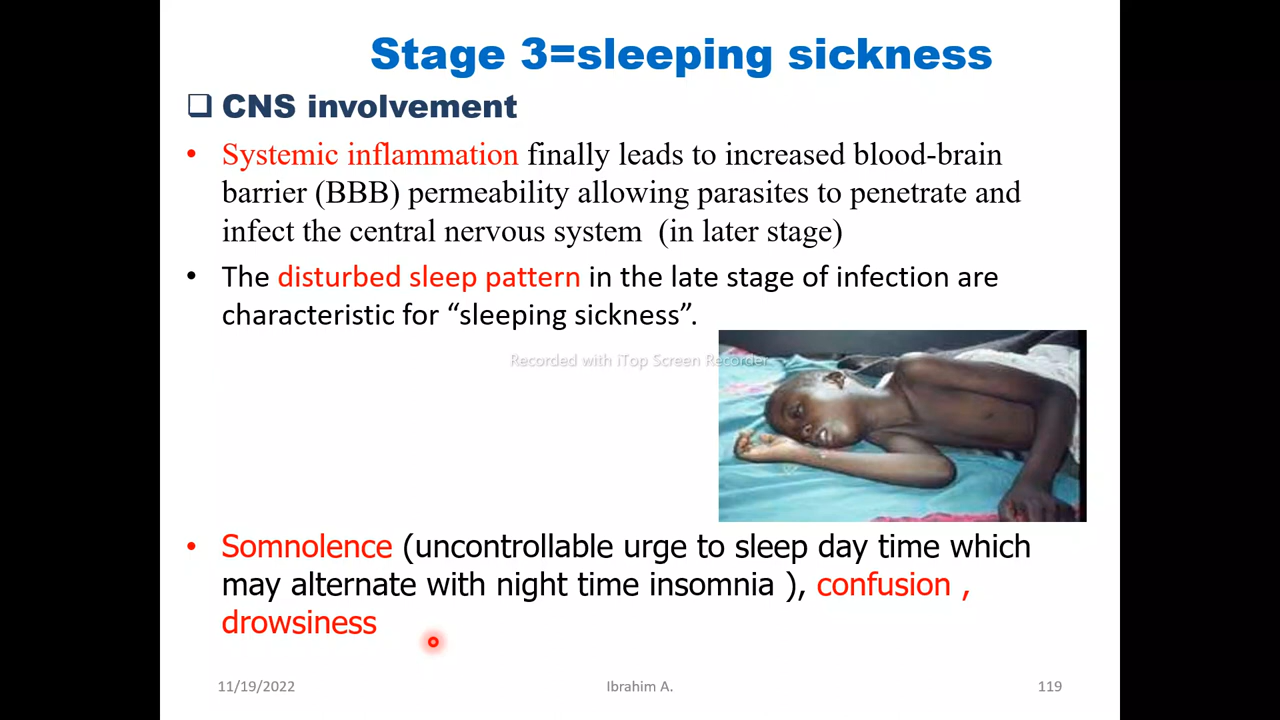 Stage 3=sleeping sickness
CNS involvement
• Systemic inflammation finally leads to increased blood-brain
barrier (BBB) permeability allowing parasites to penetrate and
infect the central nervous system (in later stage)
• The disturbed sleep pattern in the late stage of infection are
characteristic for “sleeping sickness”.
Recorded with iTop Screen Recorder
• Somnolence (uncontrollable urge to sleep day time which
may alternate with night time insomnia ), confusion ,
drowsiness
11/19/2022 Ibrahim A. 119